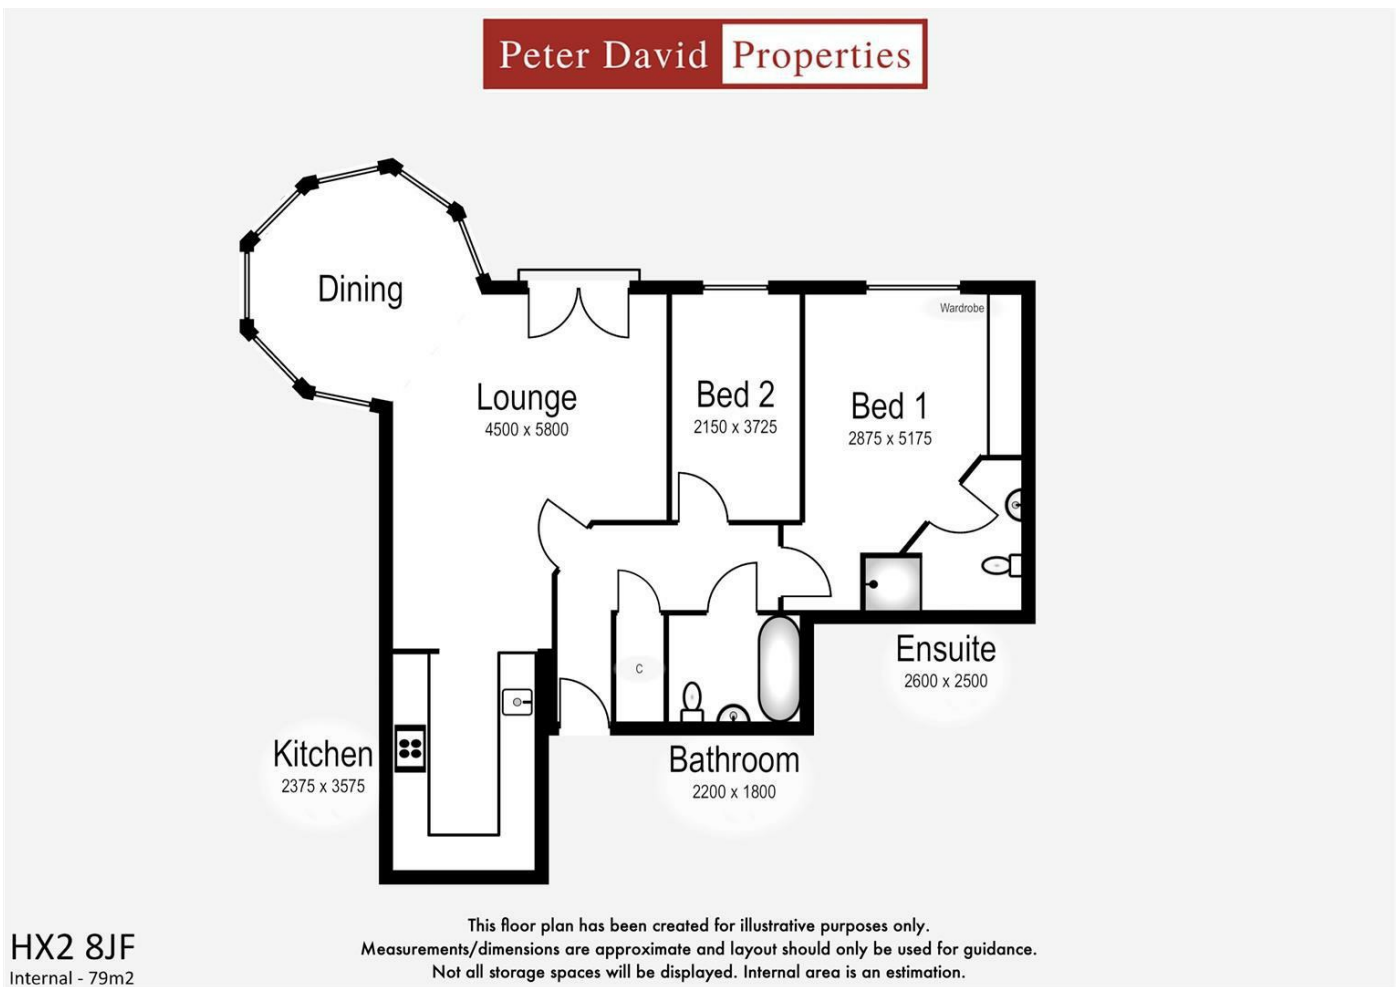 Peter David Properties
Dining
Wardrobe
Lounge
4500 x 5800
Bed 2
2150 x 3725
Bed 1
2875 x 5175
C
Ensuite
2600 x 2500
Kitchen
2375 x 3575
Bathroom
2200 x 1800
This floor plan has been created for illustrative purposes only.
Measurements/dimensions are approximate and layout should only be used for guidance.
Not all storage spaces will be displayed. Internal area is an estimation.
HX2 8JF
Internal - 79m2